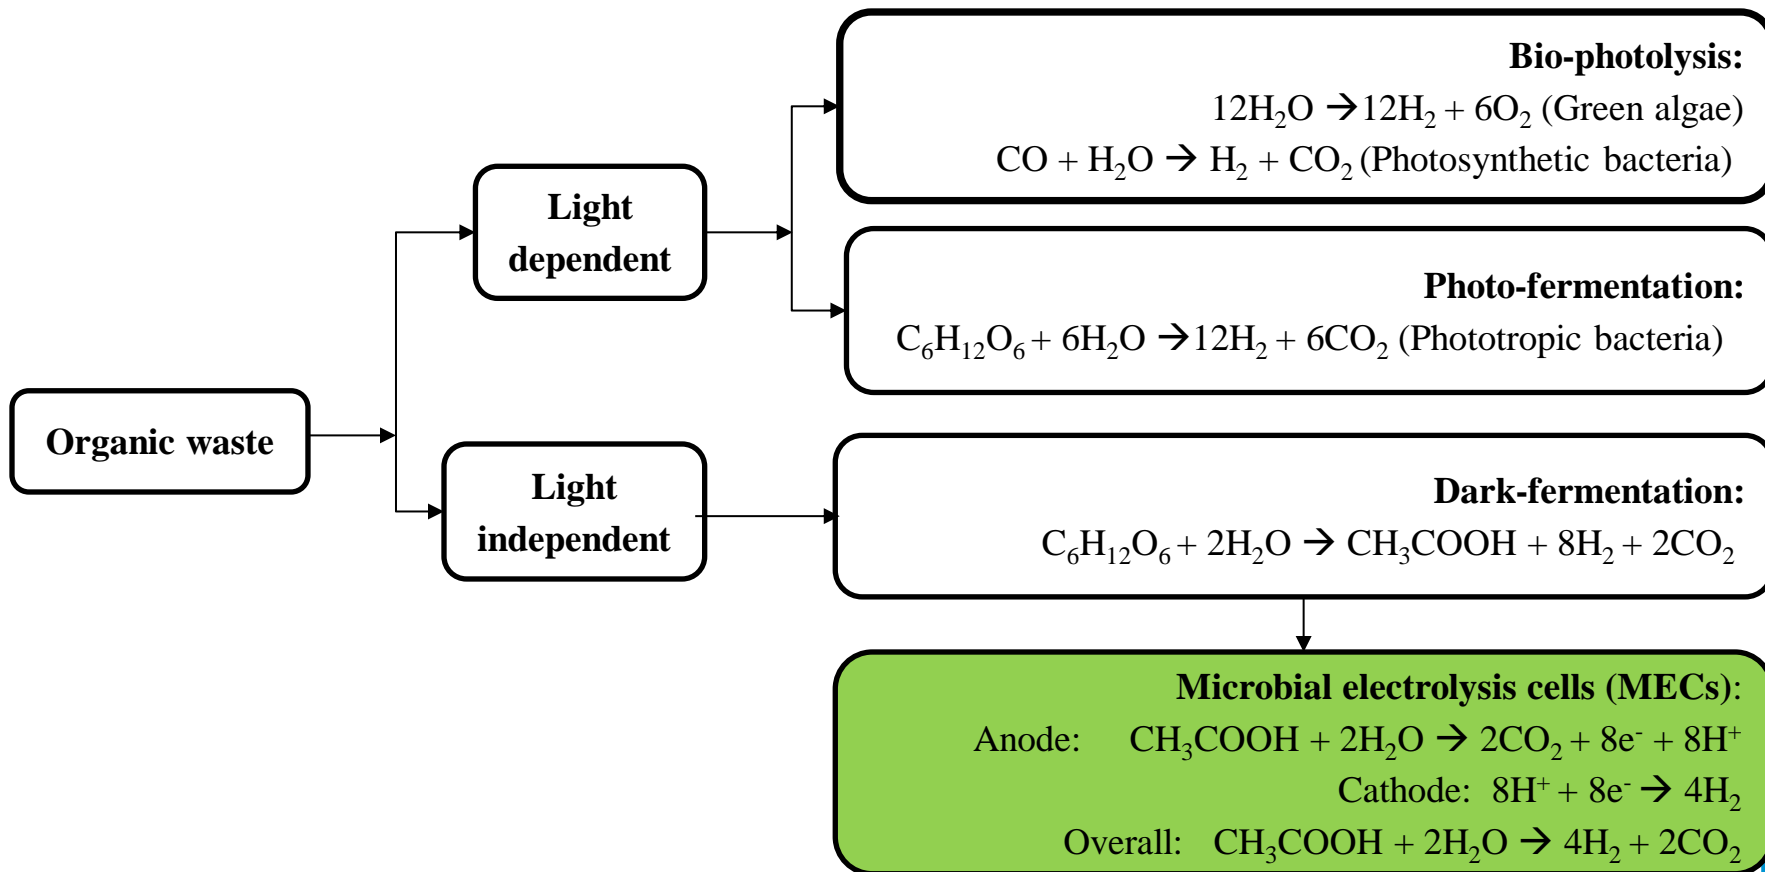 Bio-photolysis:
12H₂O → 12H₂ + 6O₂ (Green algae)
CO + H₂O → H₂ + CO₂ (Photosynthetic bacteria)
Light
dependent
Photo-fermentation:
C₆H₁₂O₆ + 6H₂O → 12H₂ + 6CO₂ (Phototropic bacteria)
Organic waste
Light
independent
Dark-fermentation:
C₆H₁₂O₆ + 2H₂O → CH₃COOH + 8H₂ + 2CO₂
Microbial electrolysis cells (MECs):
Anode: CH₃COOH + 2H₂O → 2CO₂ + 8e⁻ + 8H⁺
Cathode: 8H⁺ + 8e⁻ → 4H₂
Overall: CH₃COOH + 2H₂O → 4H₂ + 2CO₂